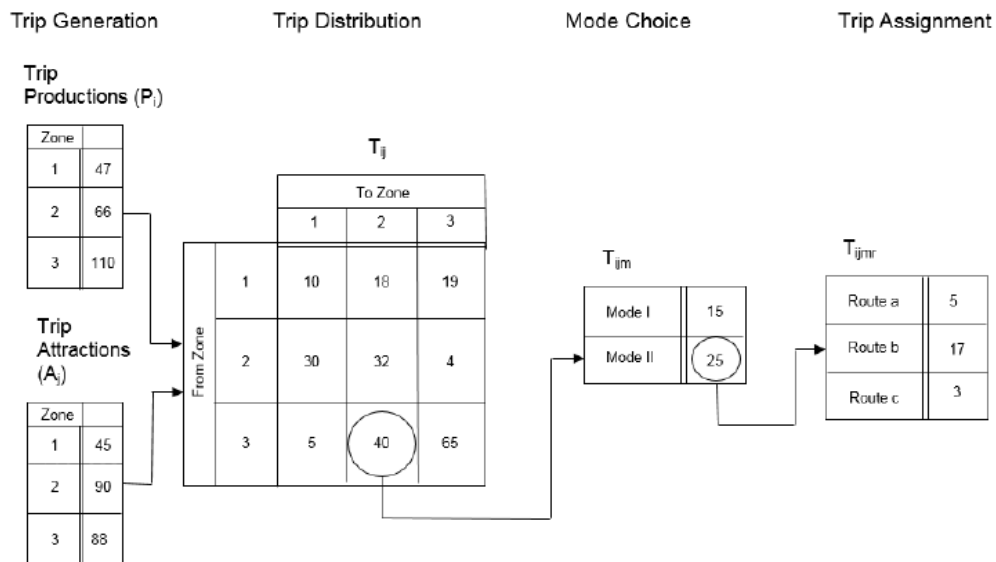 Trip Generation Trip Distribution Mode Choice Trip Assignment
Trip
Productions (Pi)
Zone
1 47
2 66
3 110
Trip
Attractions
(Aj)
Zone
1 45
2 90
3 88
Tij
To Zone
1 2 3
From Zone
1 10 18 19
2 30 32 4
3 5 40 65
Tijm
Mode I 15
Mode II 25
Tijmr
Route a 5
Route b 17
Route c 3